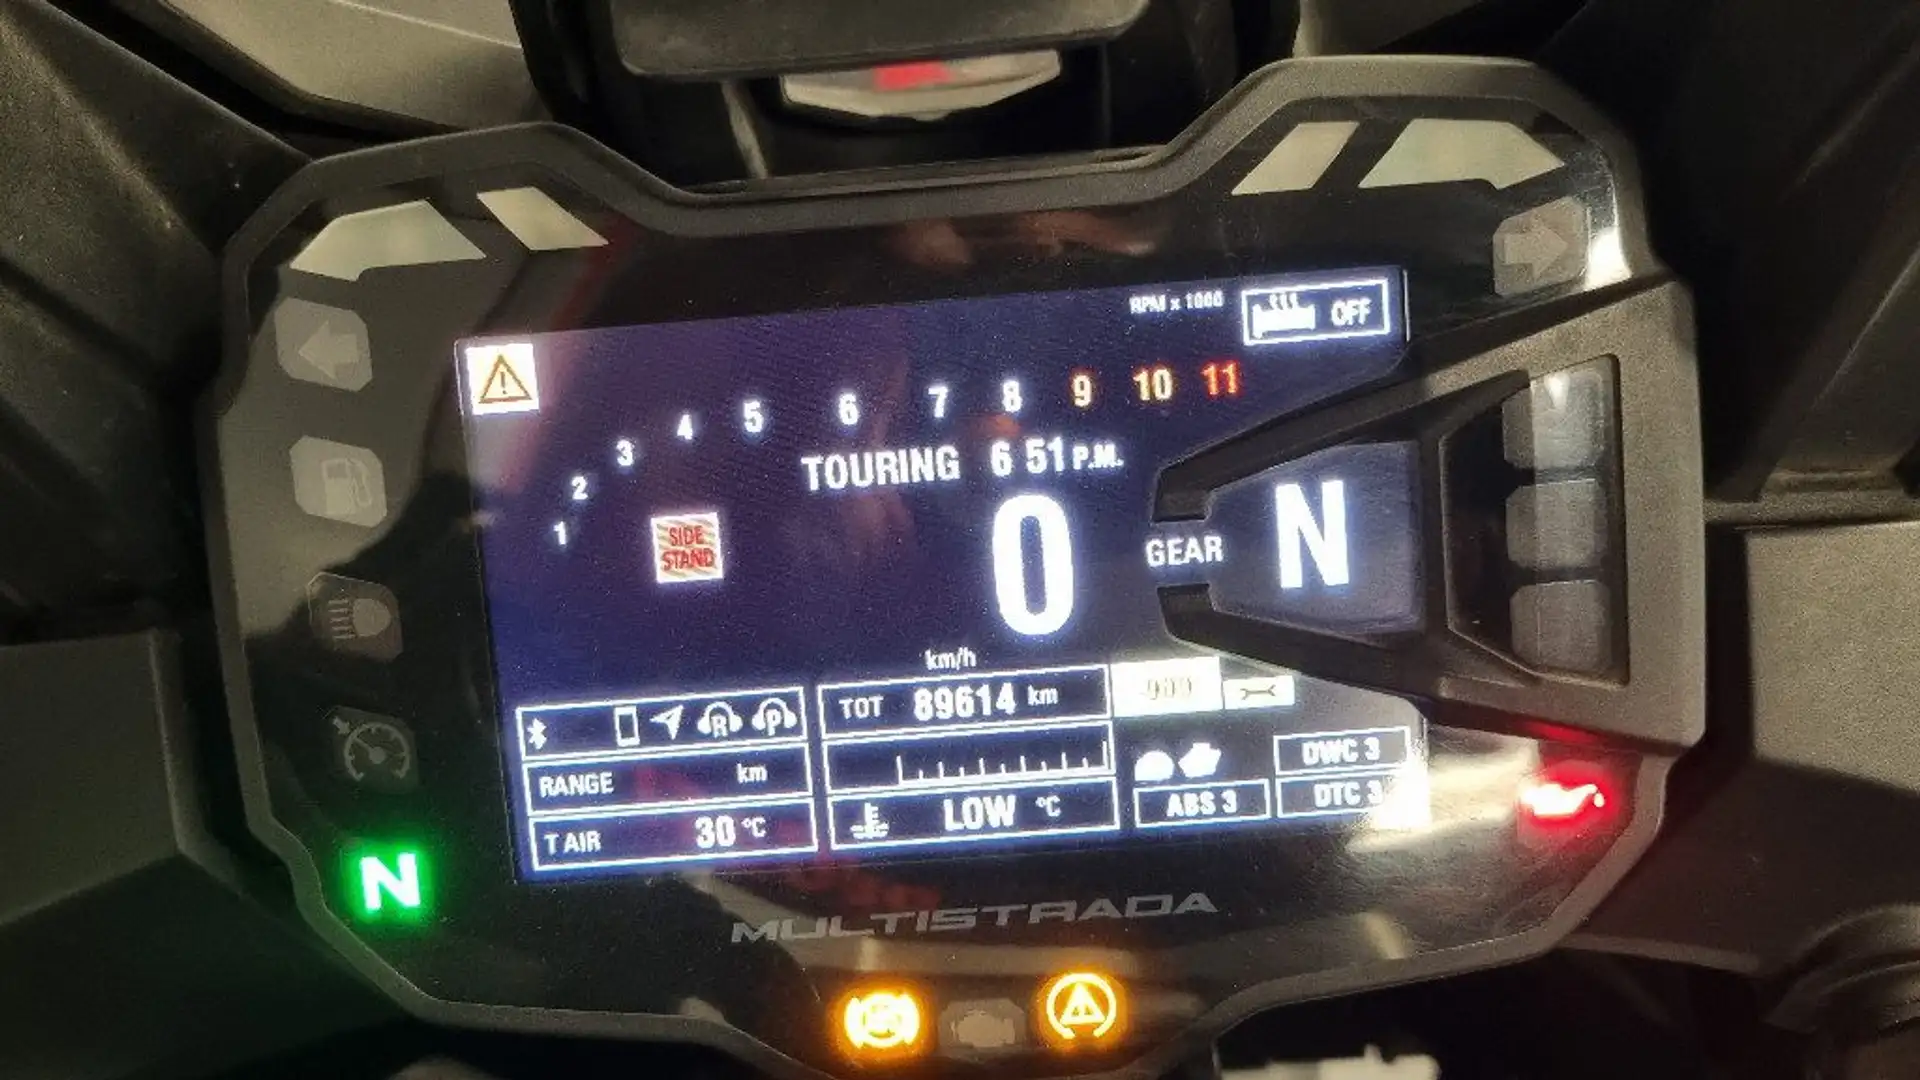 RPM x 1000
OFF
1 2 3 4 5 6 7 8 9 10 11
TOURING 6 51 P.M.
SIDE
STAND
0
GEAR N
km/h
R P
TOT 89614 km
RANGE km
DWC 3
T AIR 30 °C
LOW °C
ABS 3
DTC 3
N
MULTISTRADA